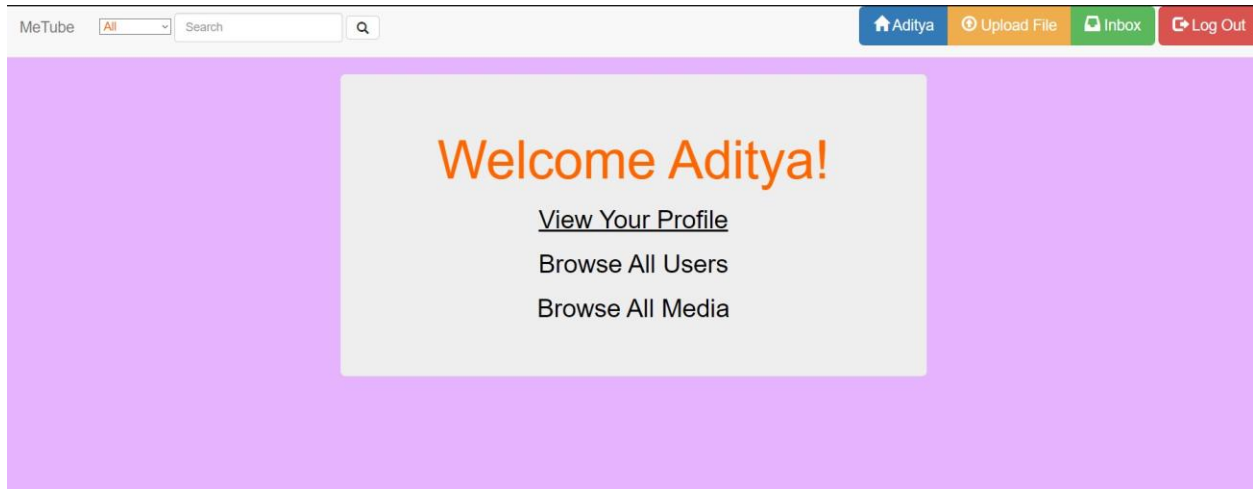 MeTube All Search Aditya Upload File Inbox Log Out
Welcome Aditya!
View Your Profile
Browse All Users
Browse All Media